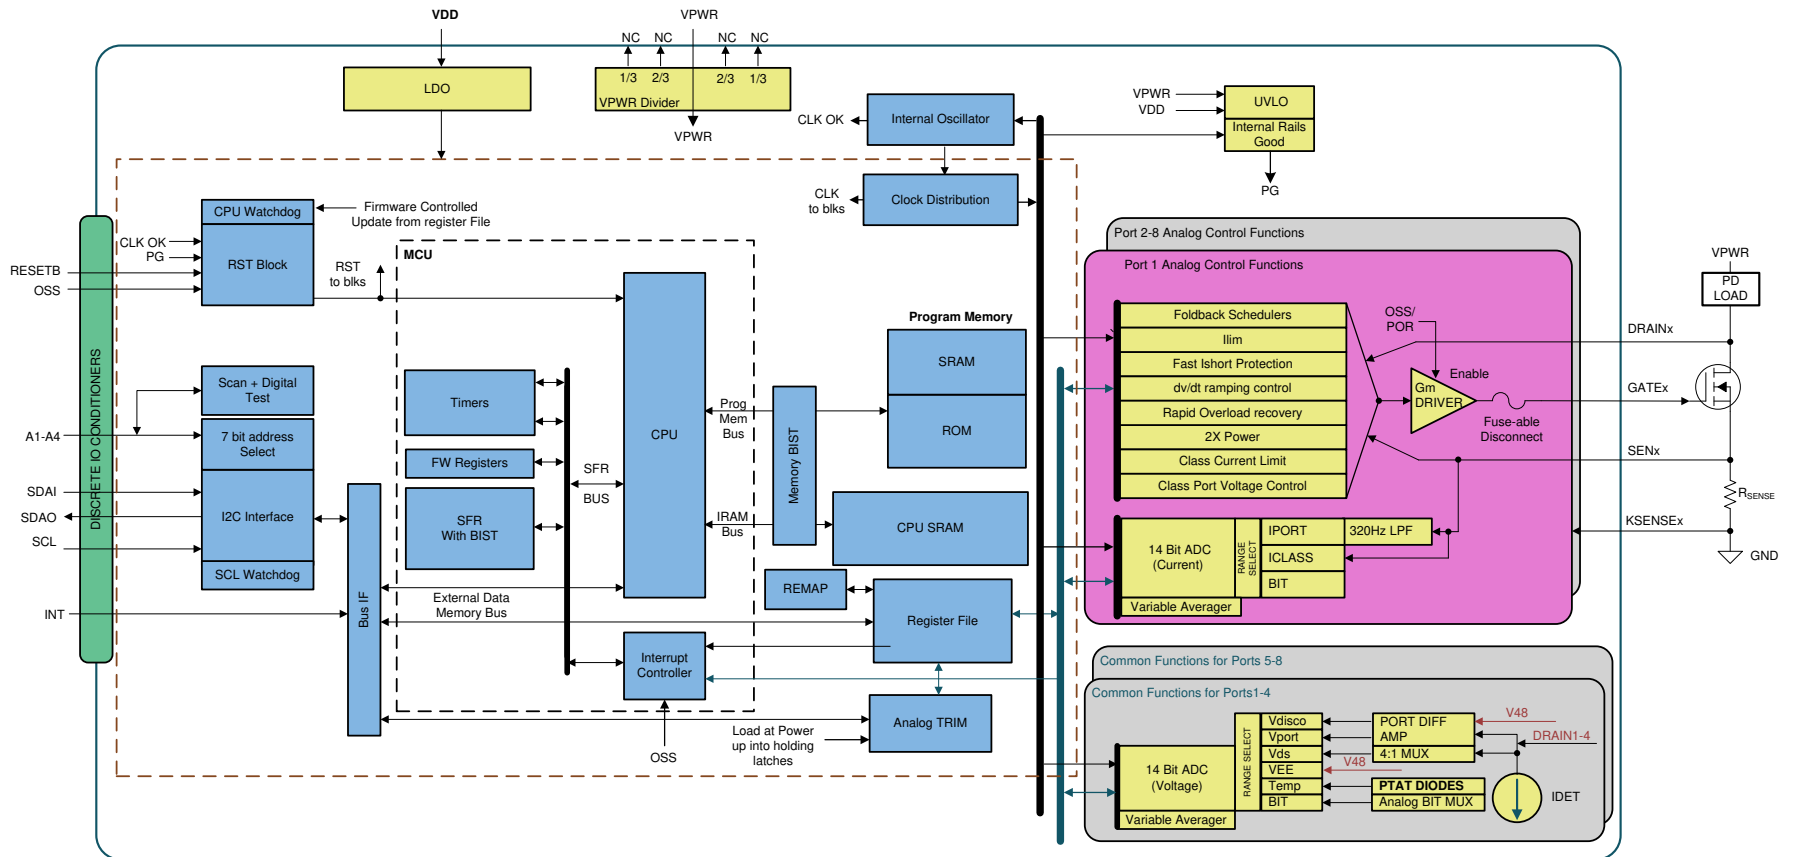 VDD
VPWR
NC
NC
NC
NC
LDO
1/3
2/3
2/3
1/3
VPWR Divider
VPWR
CLK OK
Internal Oscillator
VPWR
VDD
UVLO
Internal Rails
Good
PG
CLK
to blks
Clock Distribution
CPU Watchdog
Firmware Controlled
Update from register File
CLK OK
PG
RESETB
OSS
RST Block
RST
to blks
MCU
DISCRETE IO CONDITIONERS
Scan + Digital
Test
A1-A4
7 bit address
Select
SDAI
SDAO
SCL
I2C Interface
SCL Watchdog
INT
Bus IF
Timers
FW Registers
SFR
With BIST
SFR
BUS
CPU
Prog
Mem
Bus
IRAM
Bus
External Data
Memory Bus
Interrupt
Controller
OSS
Memory BIST
Program Memory
SRAM
ROM
CPU SRAM
REMAP
Register File
Analog TRIM
Load at Power
up into holding
latches
Port 2-8 Analog Control Functions
Port 1 Analog Control Functions
Foldback Schedulers
Ilim
Fast Ishort Protection
dv/dt ramping control
Rapid Overload recovery
2X Power
Class Current Limit
Class Port Voltage Control
OSS/
POR
Enable
Gm
DRIVER
Fuse-able
Disconnect
14 Bit ADC
(Current)
RANGE
SELECT
IPORT
320Hz LPF
ICLASS
BIT
Variable Averager
VPWR
PD
LOAD
DRAINx
GATEx
SENx
RSENSE
KSENSEx
GND
Common Functions for Ports 5-8
Common Functions for Ports1-4
14 Bit ADC
(Voltage)
Variable Averager
RANGE SELECT
Vdisco
Vport
Vds
VEE
Temp
BIT
PORT DIFF
AMP
4:1 MUX
V48
DRAIN1-4
V48
PTAT DIODES
Analog BIT MUX
IDET